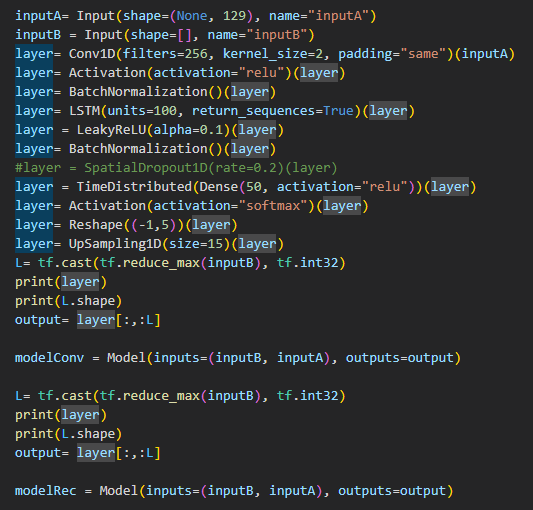 inputA= Input(shape=(None, 129), name="inputA")
inputB = Input(shape=[], name="inputB")
layer= Conv1D(filters=256, kernel_size=2, padding="same")(inputA)
layer= Activation(activation="relu")(layer)
layer= BatchNormalization()(layer)
layer= LSTM(units=100, return_sequences=True)(layer)
layer = LeakyReLU(alpha=0.1)(layer)
layer= BatchNormalization()(layer)
#layer = SpatialDropout1D(rate=0.2)(layer)
layer = TimeDistributed(Dense(50, activation="relu"))(layer)
layer= Activation(activation="softmax")(layer)
layer= Reshape((-1,5))(layer)
layer= UpSampling1D(size=15)(layer)
L= tf.cast(tf.reduce_max(inputB), tf.int32)
print(layer)
print(L.shape)
output= layer[:,:L]
modelConv = Model(inputs=(inputB, inputA), outputs=output)
L= tf.cast(tf.reduce_max(inputB), tf.int32)
print(layer)
print(L.shape)
output= layer[:,:L]
modelRec = Model(inputs=(inputB, inputA), outputs=output)